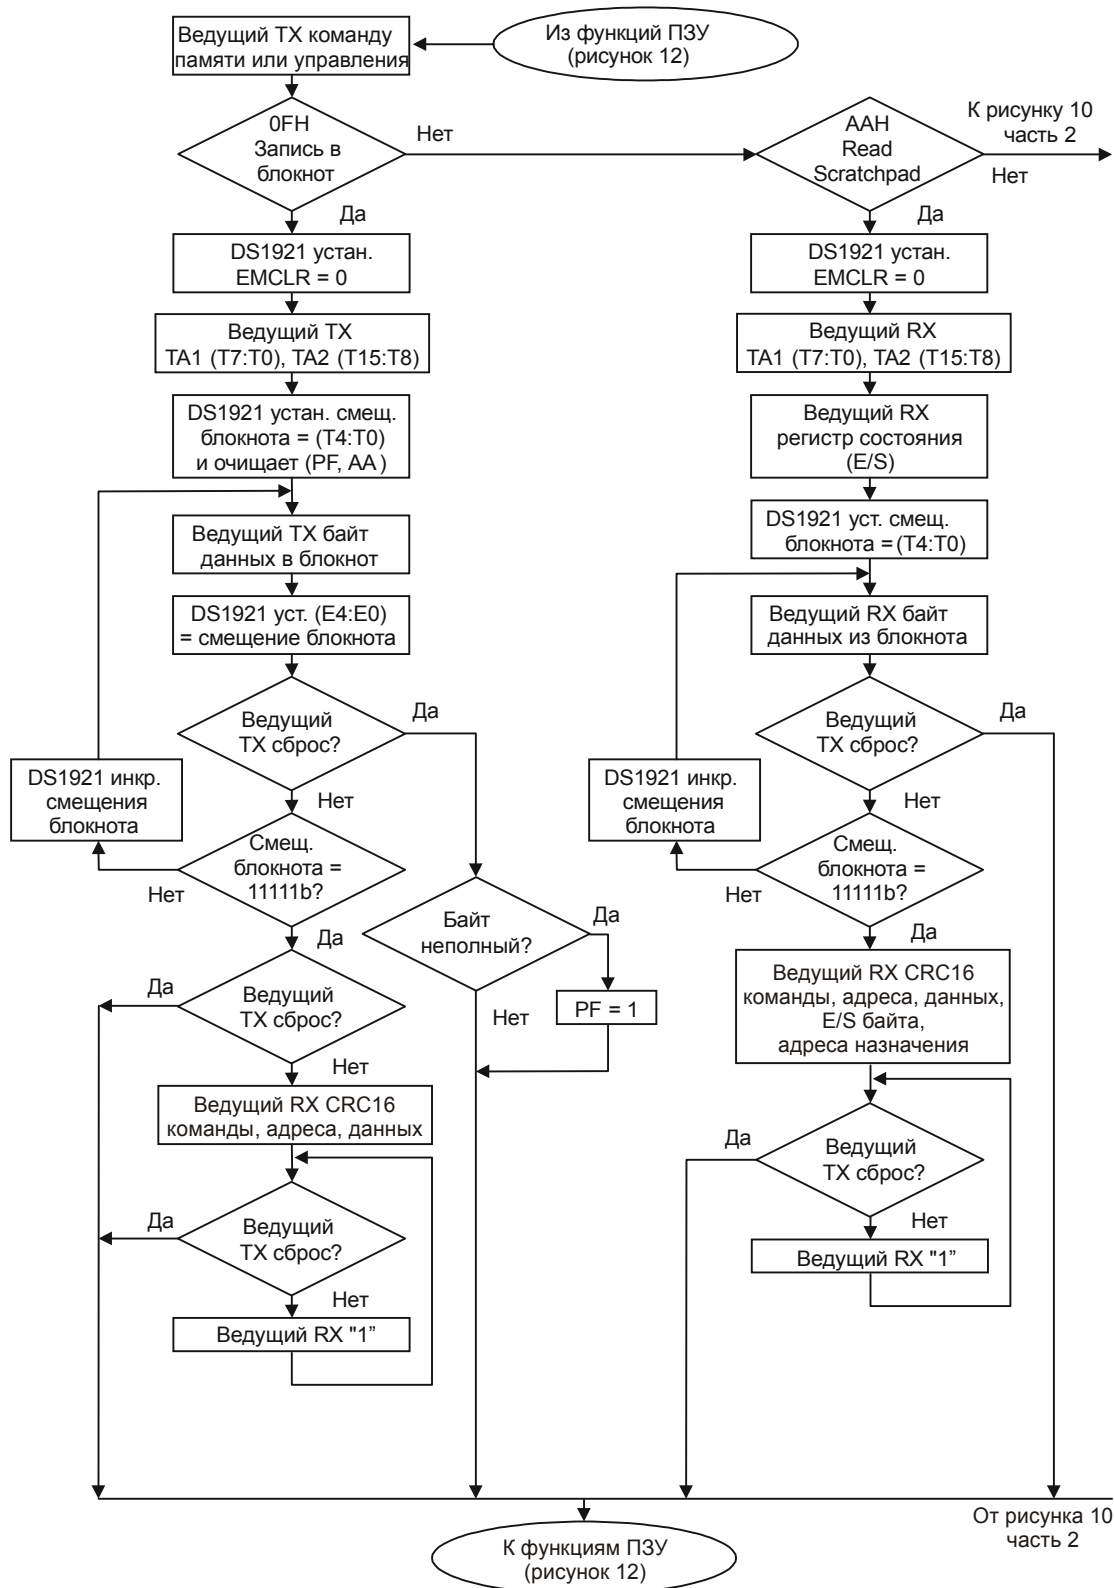 Ведущий TX команду
памяти или управления
Из функций ПЗУ
(рисунок 12)
0FH
Запись в
блокнот
Нет
Да
AAH
Read
Scratchpad
К рисунку 10
часть 2
Нет
Да
DS1921 устан.
EMCLR = 0
Ведущий TX
TA1 (T7:T0), TA2 (T15:T8)
DS1921 устан. смещ.
блокнота = (T4:T0)
и очищает (PF, AA )
Ведущий TX байт
данных в блокнот
DS1921 уст. (E4:E0)
= смещение блокнота
Ведущий
TX сброс?
Да
Нет
DS1921 инкр.
смещения
блокнота
Смещ.
блокнота =
11111b?
Нет
Да
Байт
неполный?
Да
Нет
PF = 1
Ведущий
TX сброс?
Да
Нет
Ведущий RX CRC16
команды, адреса, данных
Ведущий
TX сброс?
Да
Нет
Ведущий RX "1”
DS1921 устан.
EMCLR = 0
Ведущий RX
TA1 (T7:T0), TA2 (T15:T8)
Ведущий RX
регистр состояния
(E/S)
DS1921 уст. смещ.
блокнота = (T4:T0)
Ведущий RX байт
данных из блокнота
Ведущий
TX сброс?
Да
Нет
DS1921 инкр.
смещения
блокнота
Смещ.
блокнота =
11111b?
Нет
Да
Ведущий RX CRC16
команды, адреса, данных,
E/S байта,
адреса назначения
Ведущий
TX сброс?
Да
Нет
Ведущий RX "1”
От рисунка 10
часть 2
К функциям ПЗУ
(рисунок 12)